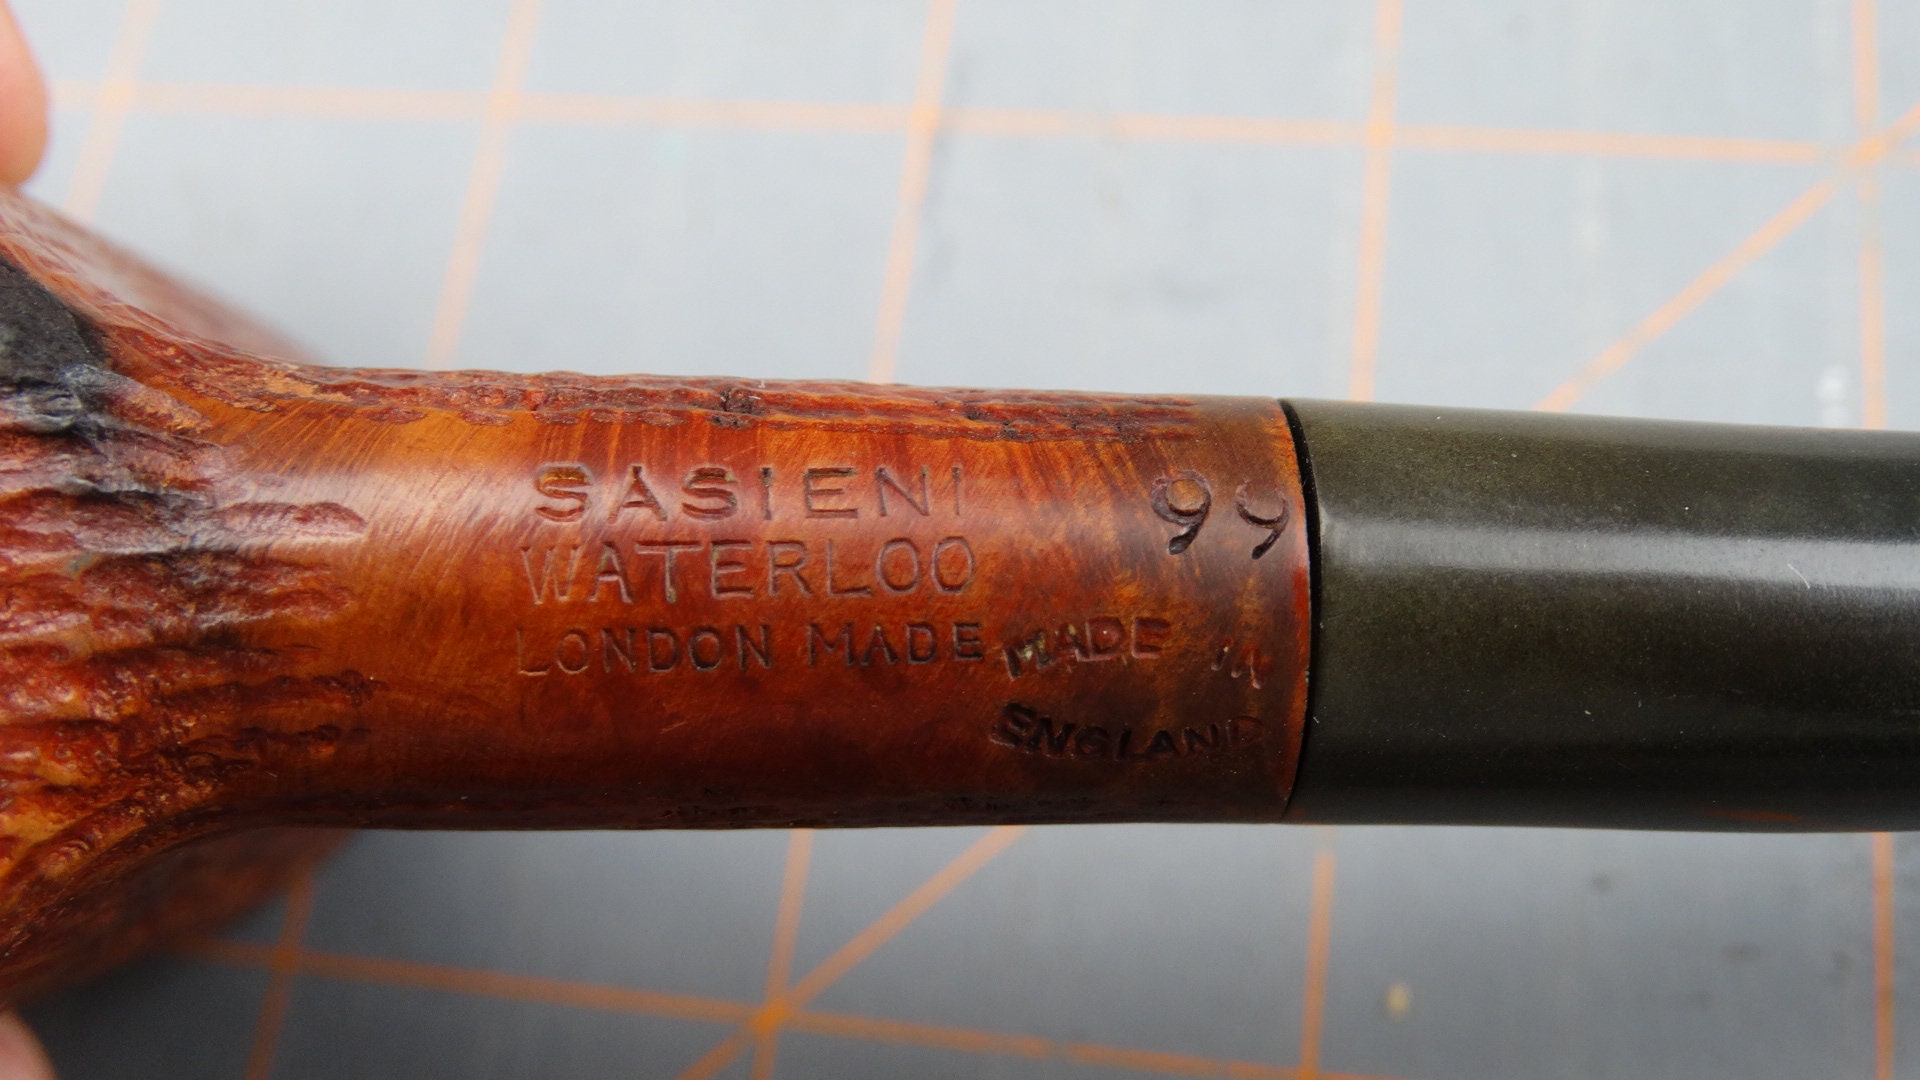 SASIENI 99
WATERLOO
LONDON MADE MADE IN
ENGLAND